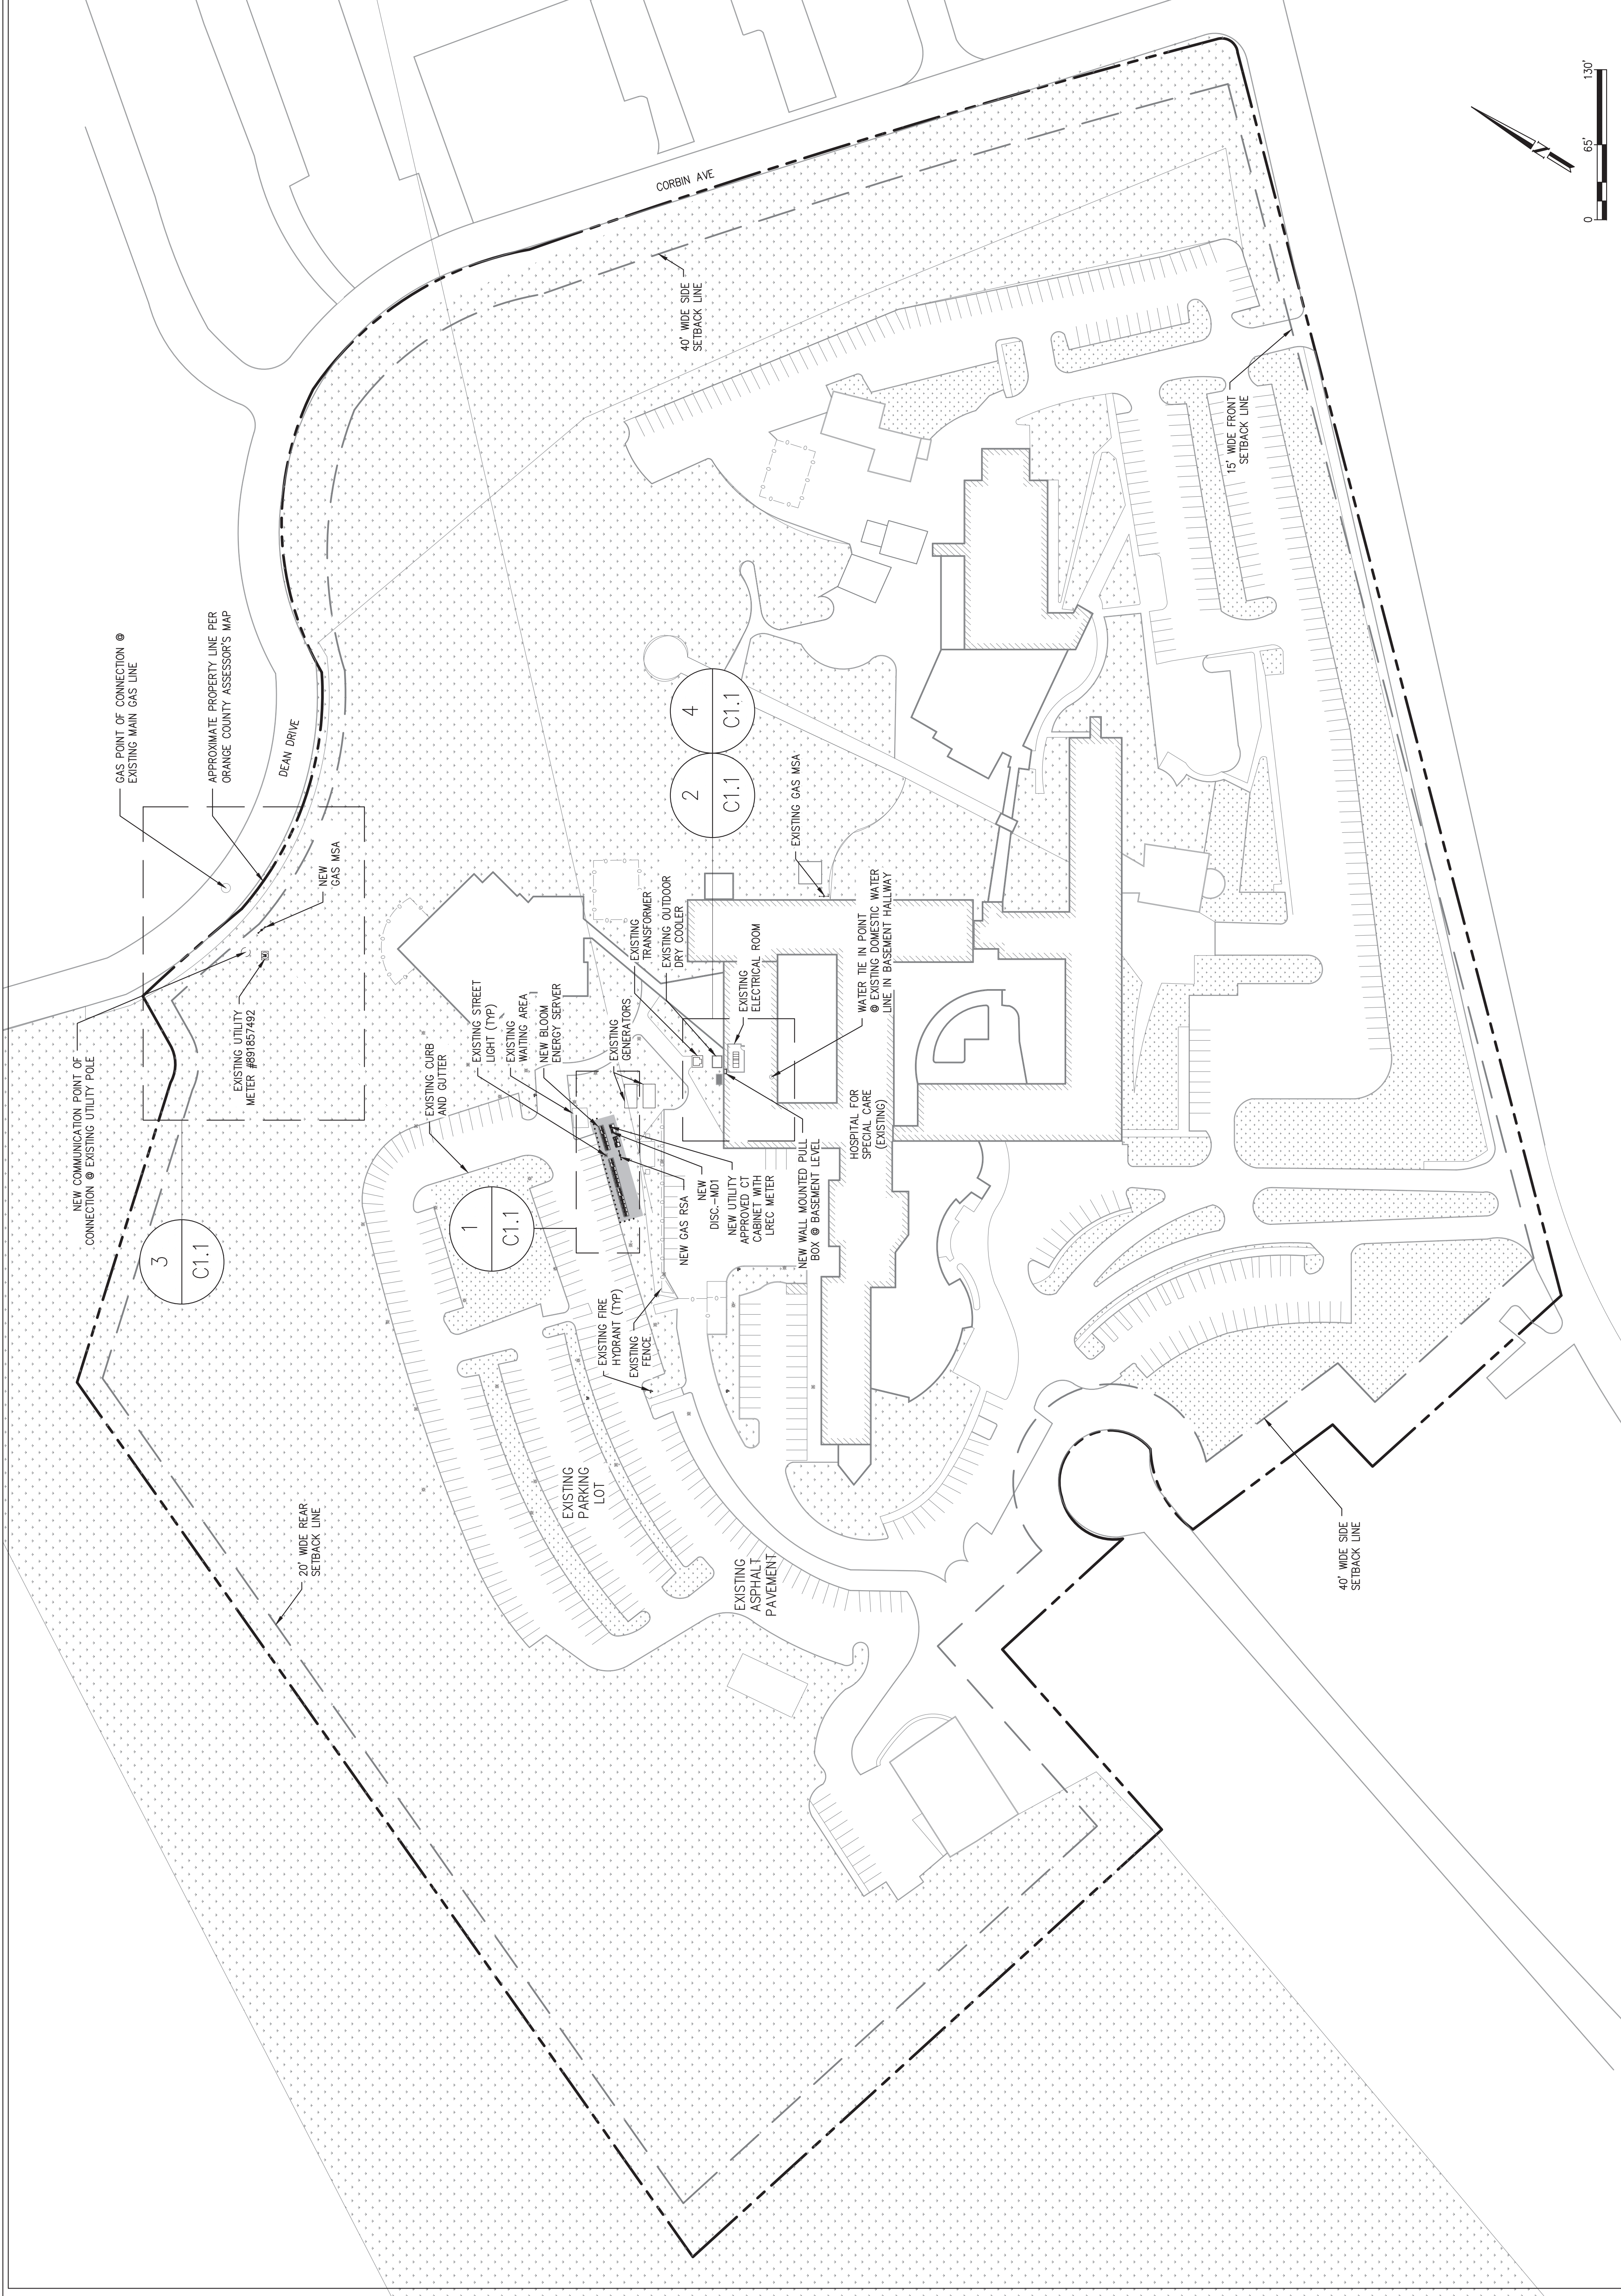 NEW COMMUNICATION POINT OF
CONNECTION @ EXISTING UTILITY POLE
3
C1.1
20' WIDE REAR
SETBACK LINE
EXISTING UTILITY
METER #891857492
GAS POINT OF CONNECTION @
EXISTING MAIN GAS LINE
APPROXIMATE PROPERTY LINE PER
ORANGE COUNTY ASSESSOR'S MAP
DEAN DRIVE
NEW
GAS MSA
CORBIN AVE
40' WIDE SIDE
SETBACK LINE
EXISTING CURB
AND GUTTER
EXISTING STREET
LIGHT (TYP)
EXISTING
WAITING AREA
NEW BLOOM
ENERGY SERVER
EXISTING
GENERATORS
EXISTING
TRANSFORMER
EXISTING OUTDOOR
DRY COOLER
1
C1.1
2
C1.1
4
C1.1
EXISTING GAS MSA
EXISTING
ELECTRICAL ROOM
WATER TIE IN POINT
@ EXISTING DOMESTIC WATER
LINE IN BASEMENT HALLWAY
HOSPITAL FOR
SPECIAL CARE
(EXISTING)
NEW GAS RSA
NEW
DISC.-MD1
NEW UTILITY
APPROVED CT
CABINET WITH
LREC METER
NEW WALL MOUNTED PULL
BOX @ BASEMENT LEVEL
EXISTING FIRE
HYDRANT (TYP)
EXISTING
FENCE
EXISTING
PARKING
LOT
EXISTING
ASPHALT
PAVEMENT
15' WIDE FRONT
SETBACK LINE
40' WIDE SIDE
SETBACK LINE
N
0 65' 130'